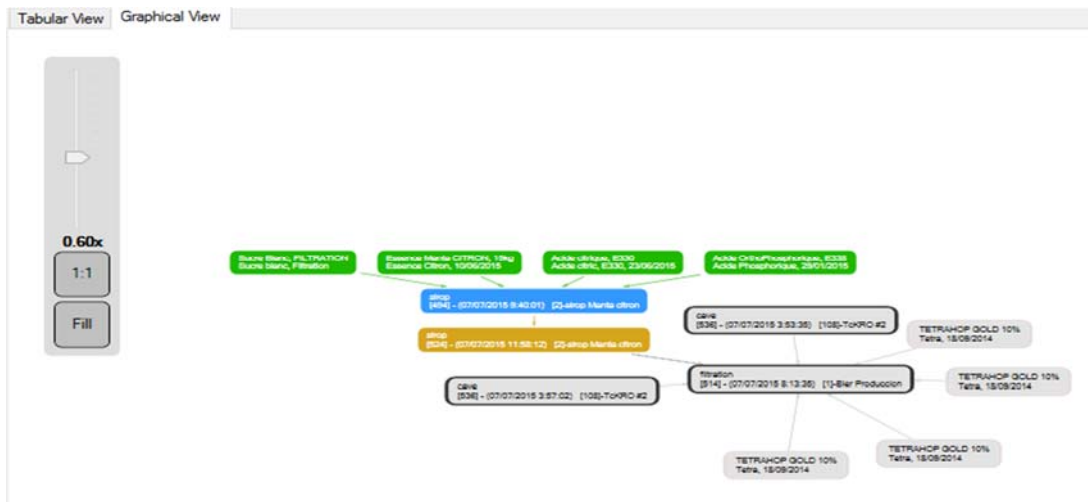 Tabular View
Graphical View
0.60x
1:1
Fill
Sucre Blanc, FILTRATION
Sucre blanc, Filtration
Essence Manta CITRON, 19kg
Essence Citron, 10/06/2015
Acide citrique, E330
Acide citric, E330, 23/06/2015
Acide OrthoPhosphorique, E338
Acide Phosphorique, 29/01/2015
sirop
[494] - (07/07/2015 9:40:01) [2]-sirop Manta citron
sirop
[524] - (07/07/2015 11:58:12) [2]-sirop Manta citron
cave
[536] - (07/07/2015 3:53:35) [108]-TcKRO #2
TETRAHOP GOLD 10%
Tetra, 18/09/2014
filtration
[514] - (07/07/2015 8:13:35) [1]-Bier Produccion
TETRAHOP GOLD 10%
Tetra, 18/09/2014
cave
[536] - (07/07/2015 3:57:02) [108]-TcKRO #2
TETRAHOP GOLD 10%
Tetra, 18/09/2014
TETRAHOP GOLD 10%
Tetra, 18/09/2014